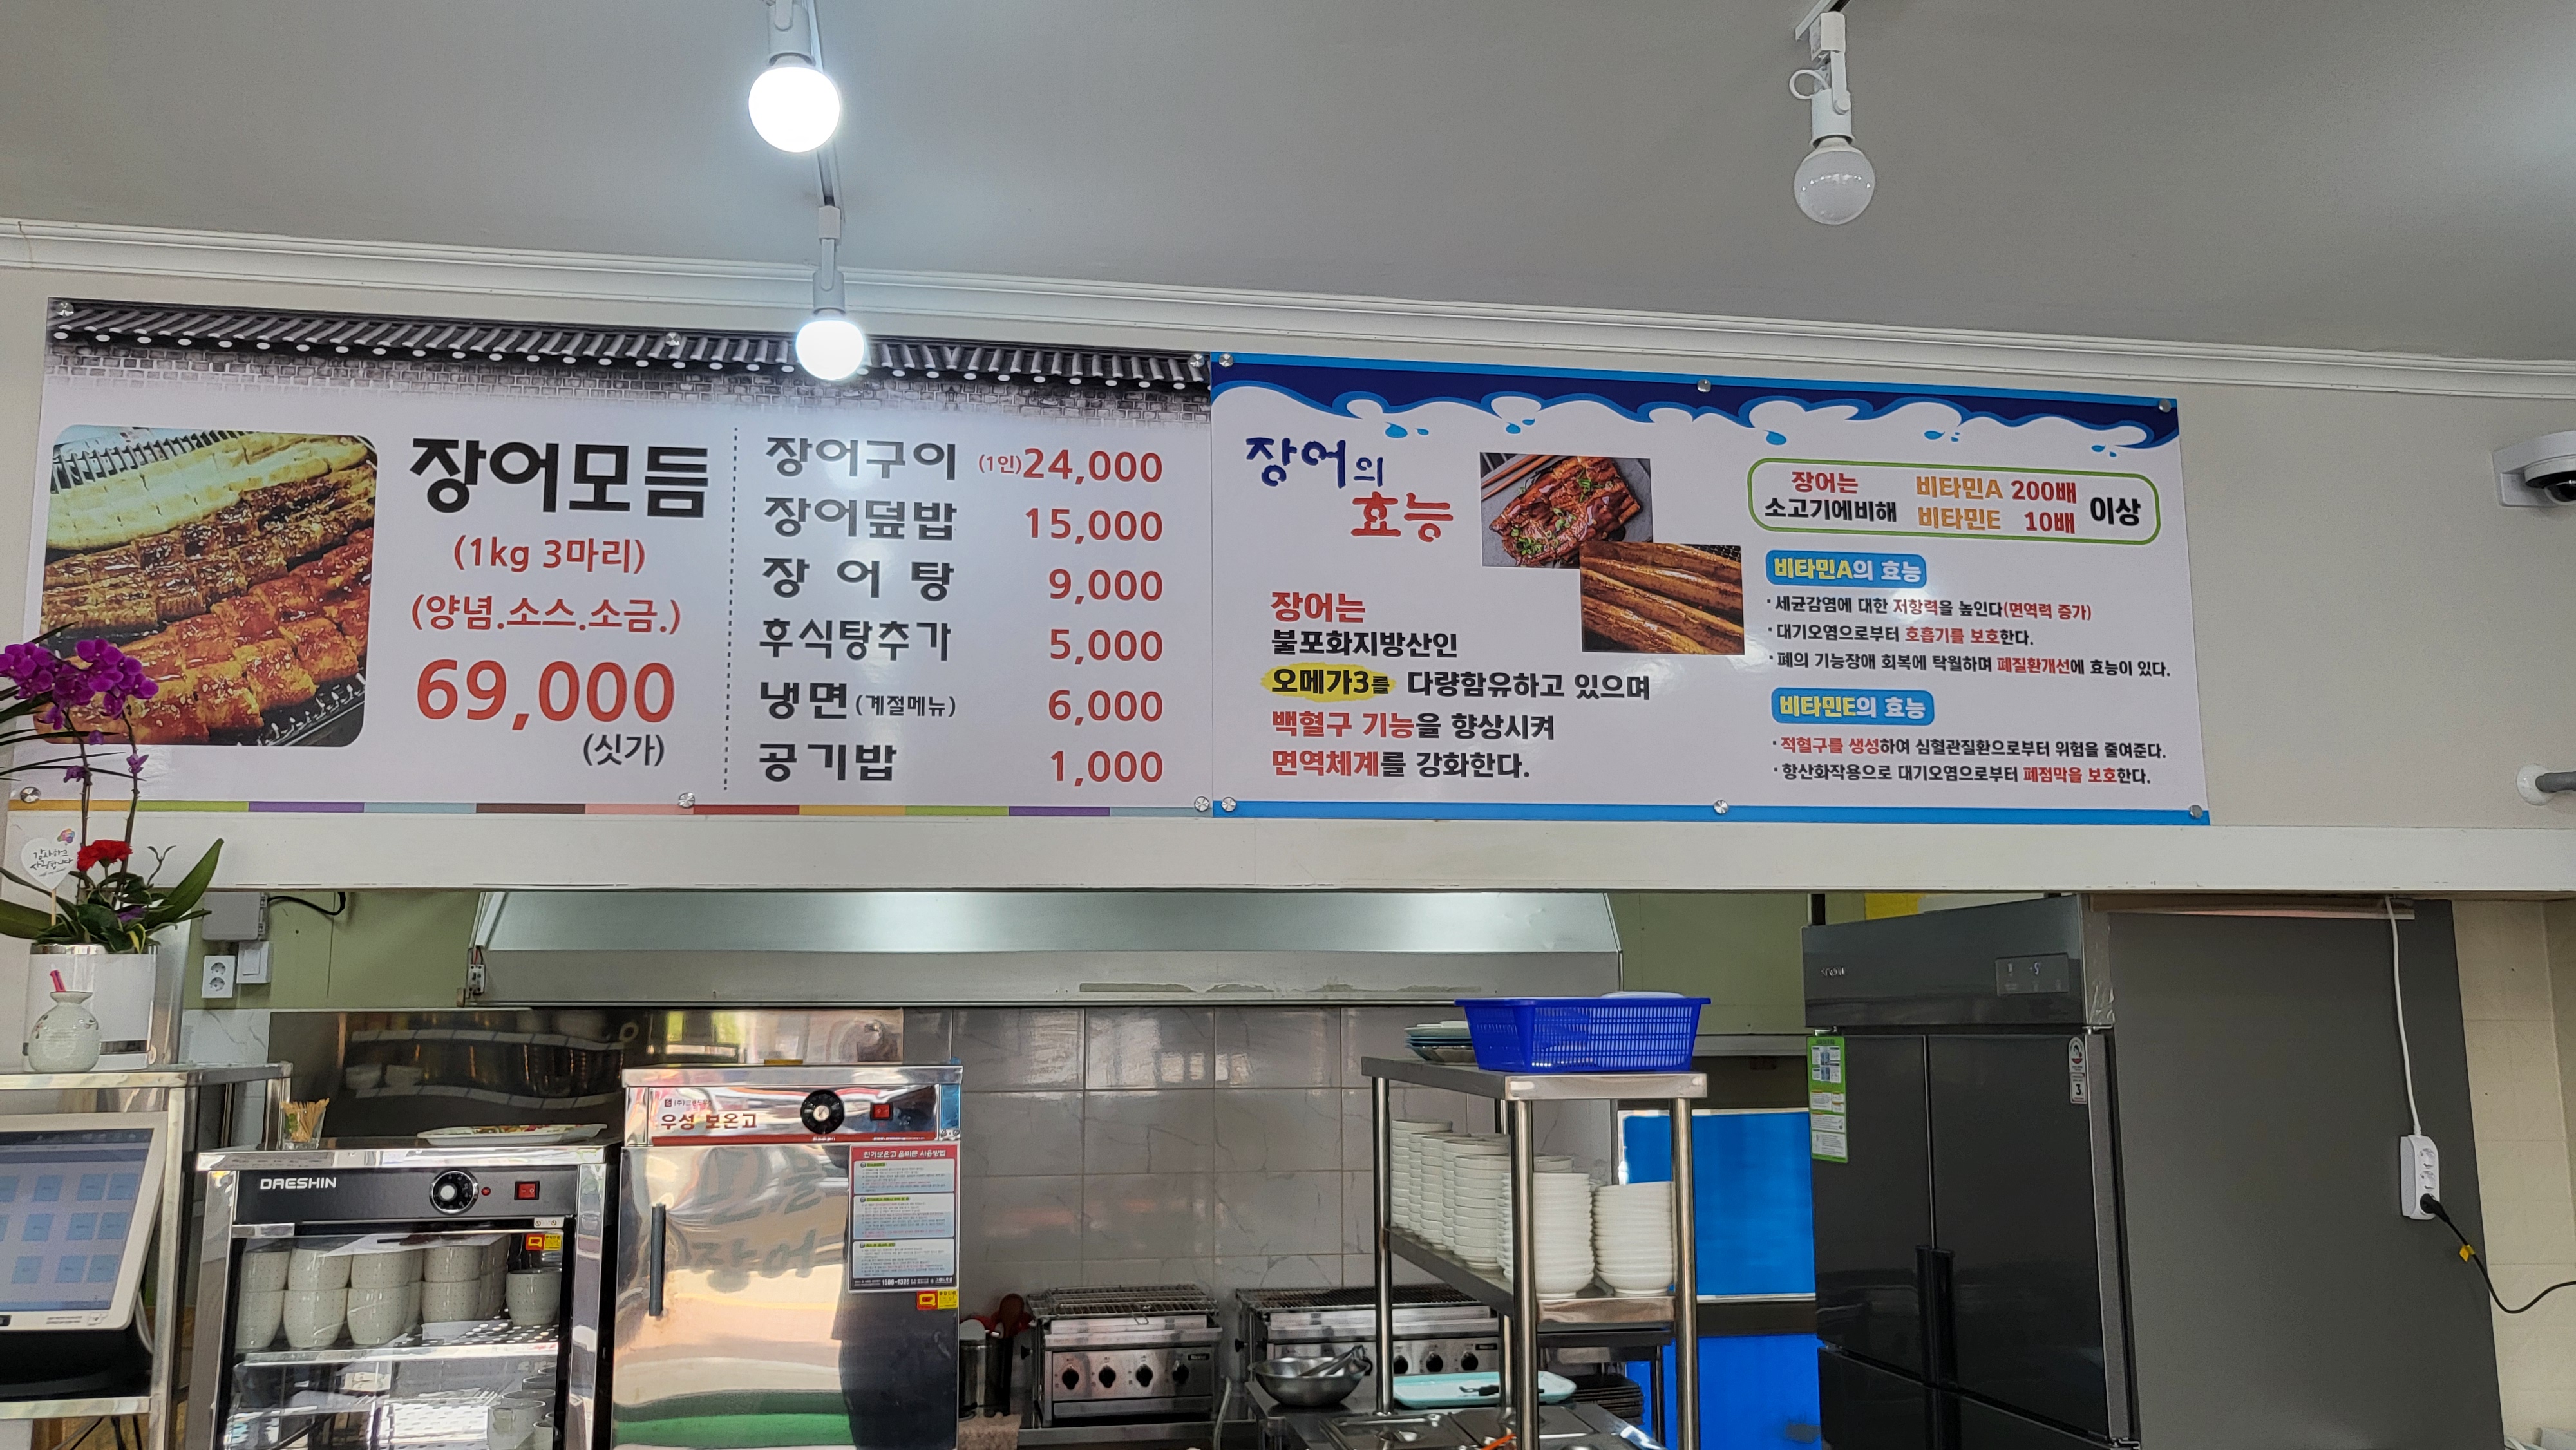 장어모듬
(1kg 3마리)
(양념.소스.소금.)
69,000
(싯가)
장어구이 (1인)24,000
장어덮밥 15,000
장 어 탕 9,000
후식탕추가 5,000
냉면(계절메뉴) 6,000
공기밥 1,000
장어의
효능
장어는
불포화지방산인
오메가3를 다량함유하고 있으며
백혈구 기능을 향상시켜
면역체계를 강화한다.
장어는 비타민A 200배
소고기에비해 비타민E 10배 이상
비타민A의 효능
·세균감염에 대한 저항력을 높인다(면역력 증가)
·대기오염으로부터 호흡기를 보호한다.
·폐의 기능장애 회복에 탁월하며 폐질환개선에 효능이 있다.
비타민E의 효능
·적혈구를 생성하여 심혈관질환으로부터 위험을 줄여준다.
·항산화작용으로 대기오염으로부터 폐점막을 보호한다.
우성 보온고
전기보온고 올바른 사용방법
DAESHIN
3